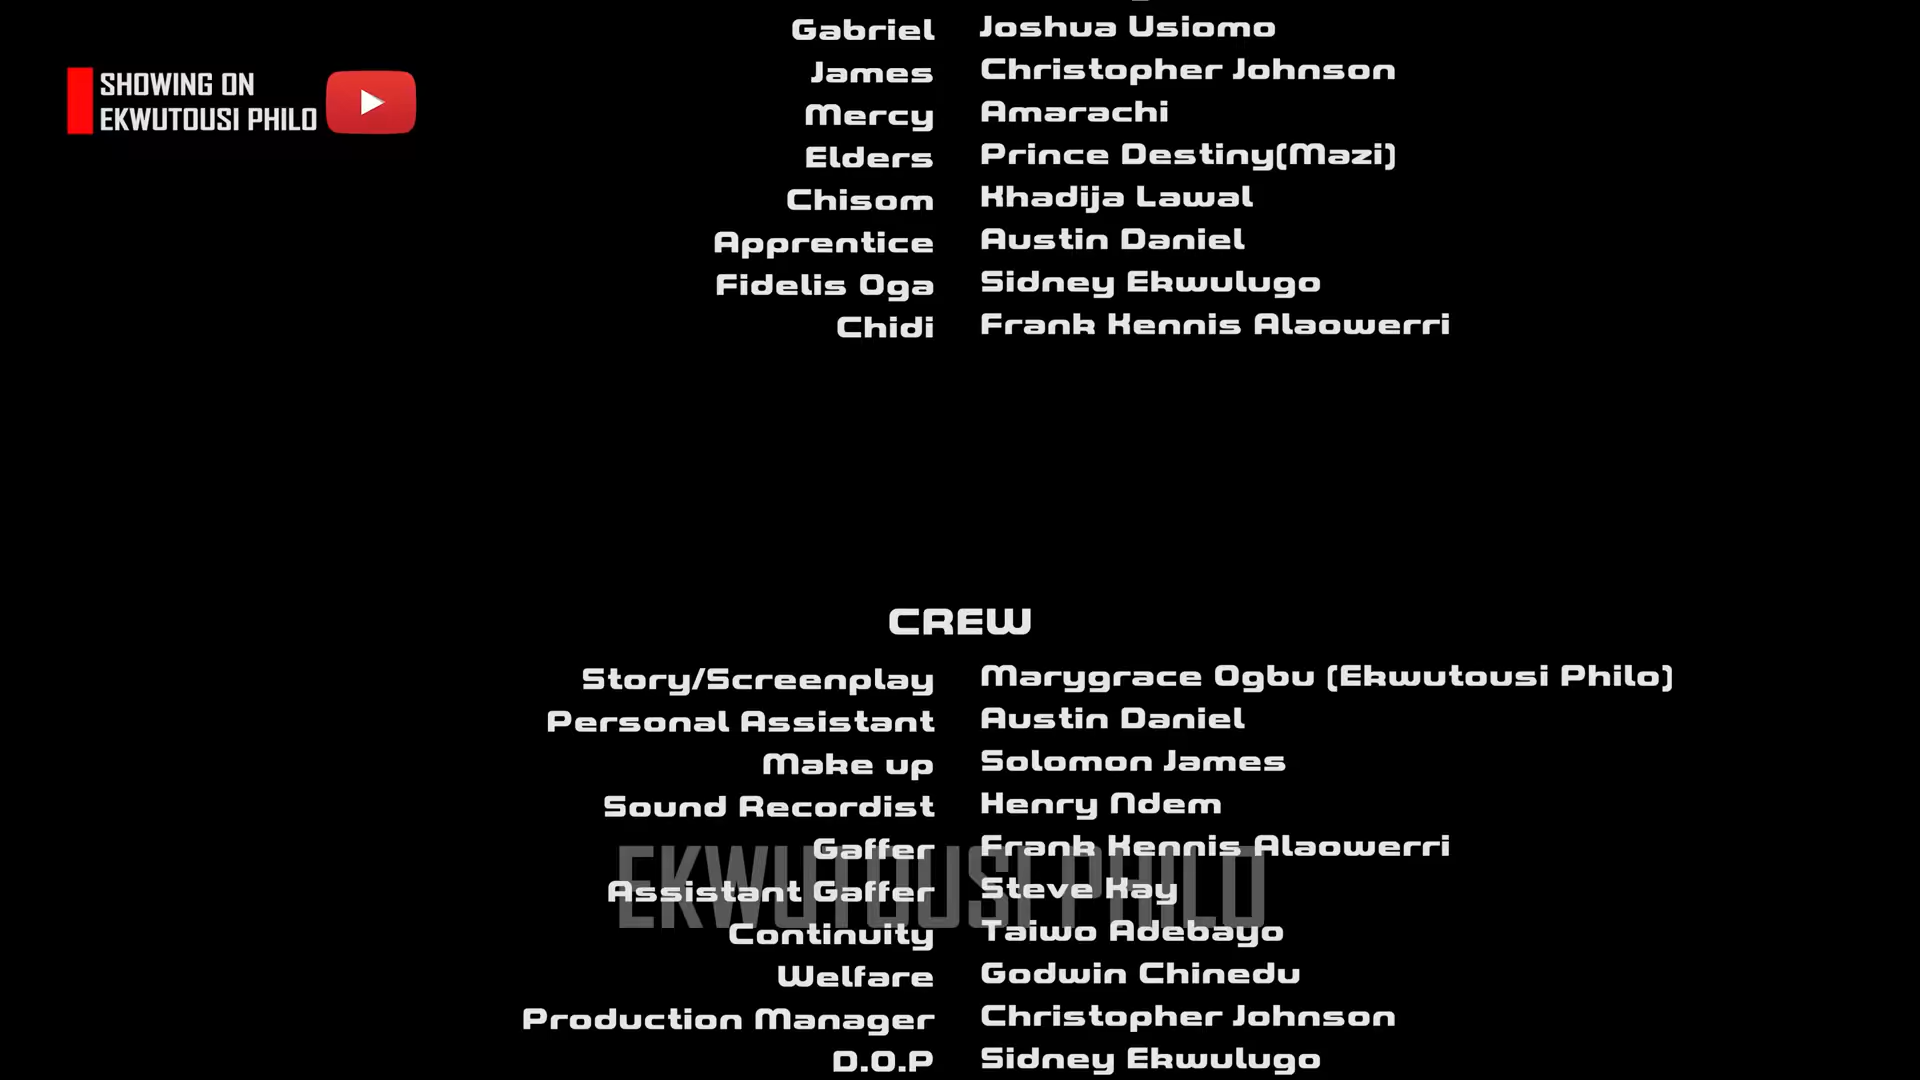 Gabriel Joshua Usiomo
SHOWING ON
EKWUTOUSI PHILO
James Christopher Johnson
Mercy Amarachi
Elders Prince Destiny(Mazi)
Chisom Khadija Lawal
Apprentice Austin Daniel
Fidelis Oga Sidney Ekwulugo
Chidi Frank Kennis Alaowerri
CREW
Story/Screenplay Marygrace Ogbu (Ekwutousi Philo)
Personal Assistant Austin Daniel
Make up Solomon James
Sound Recordist Henry Ndem
Gaffer Frank Kennis Alaowerri
EKWUTOUSI PHILO
Assistant Gaffer Steve Kay
Continuity Taiwo Adebayo
Welfare Godwin Chinedu
Production Manager Christopher Johnson
D.O.P Sidney Ekwulugo